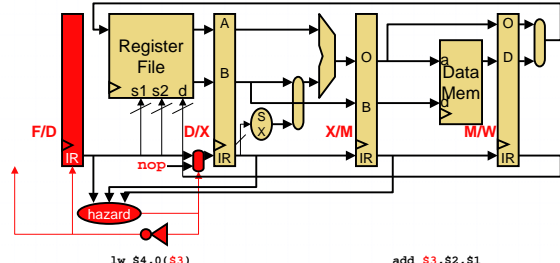 A
O
Register
File
B
O
D
a
Data
Mem
d
s1 s2 d
S
X
B
F/D
D/X
X/M
M/W
IR
nop
IR
IR
IR
hazard
lw $4,0($3)
add $3,$2,$1